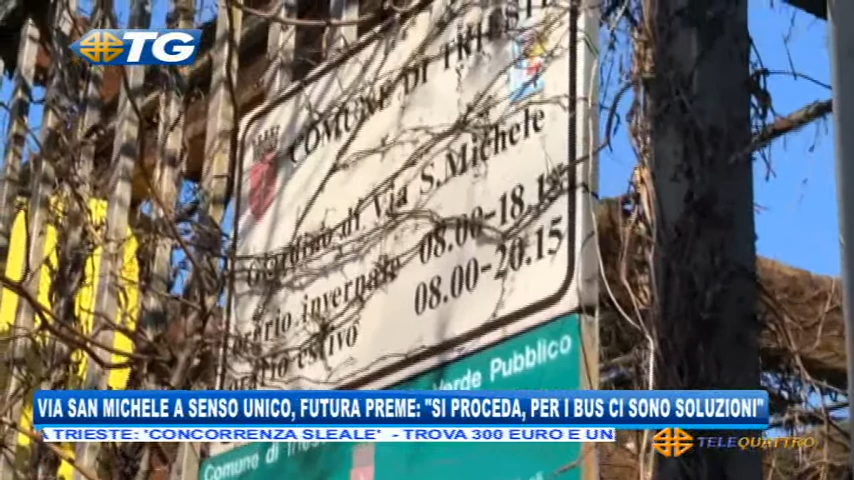 TG
COMUNE DI TRIESTE
Giardino di Via S.Michele
orario invernale 08.00-18.15
orario estivo 08.00-20.15
Verde Pubblico
Comune di
VIA SAN MICHELE A SENSO UNICO, FUTURA PREME: "SI PROCEDA, PER I BUS CI SONO SOLUZIONI"
A TRIESTE: "CONCORRENZA SLEALE" - TROVA 300 EURO E UN
TELEQUATTRO